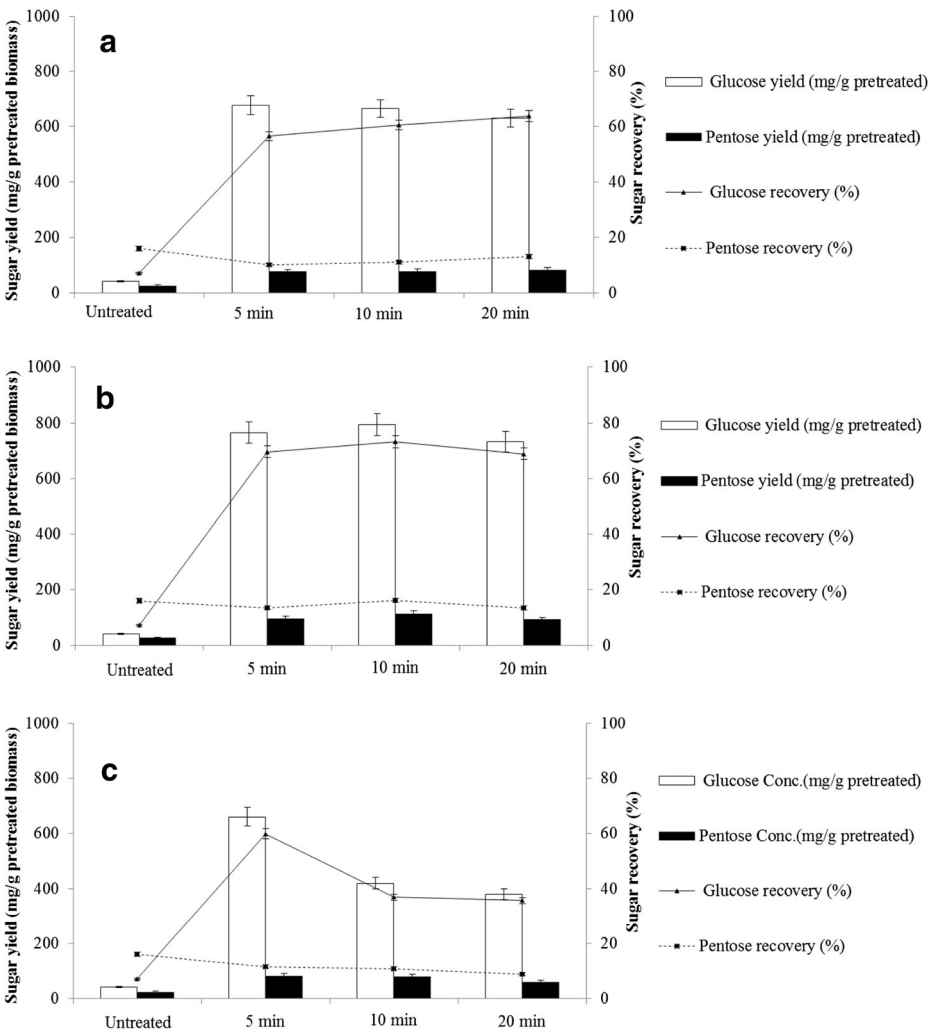 a
Sugar yield (mg/g pretreated biomass)
1000
800
600
400
200
0
Untreated
5 min
10 min
20 min
100
80
60
40
20
0
Sugar recovery (%)
Glucose yield (mg/g pretreated)
Pentose yield (mg/g pretreated)
Glucose recovery (%)
Pentose recovery (%)
b
Sugar yield (mg/g pretreated biomass)
1000
800
600
400
200
0
Untreated
5 min
10 min
20 min
100
80
60
40
20
0
Sugar recovery (%)
Glucose yield (mg/g pretreated)
Pentose yield (mg/g pretreated)
Glucose recovery (%)
Pentose recovery (%)
c
Sugar yield (mg/g pretreated biomass)
1000
800
600
400
200
0
Untreated
5 min
10 min
20 min
100
80
60
40
20
0
Sugar recovery (%)
Glucose Conc.(mg/g pretreated)
Pentose Conc.(mg/g pretreated)
Glucose recovery (%)
Pentose recovery (%)